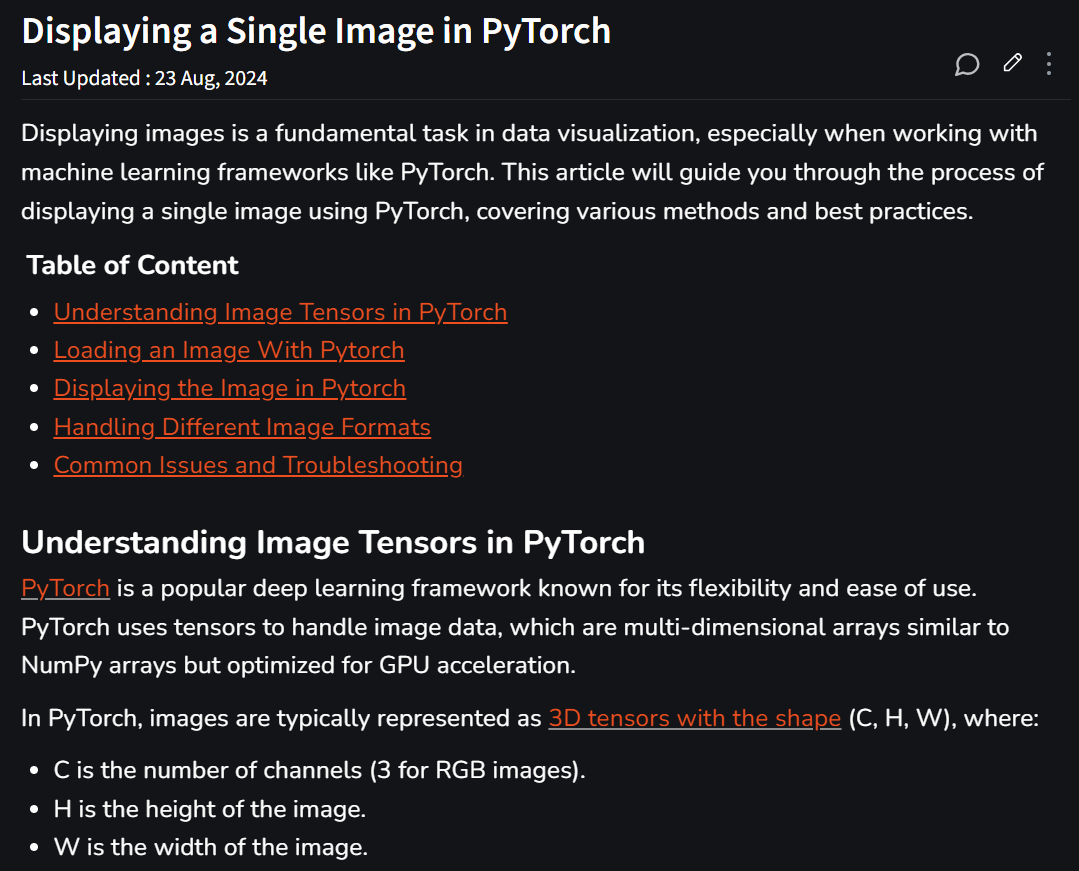 Displaying a Single Image in PyTorch
Last Updated : 23 Aug, 2024
Displaying images is a fundamental task in data visualization, especially when working with
machine learning frameworks like PyTorch. This article will guide you through the process of
displaying a single image using PyTorch, covering various methods and best practices.
Table of Content
• Understanding Image Tensors in PyTorch
• Loading an Image With Pytorch
• Displaying the Image in Pytorch
• Handling Different Image Formats
• Common Issues and Troubleshooting
Understanding Image Tensors in PyTorch
PyTorch is a popular deep learning framework known for its flexibility and ease of use.
PyTorch uses tensors to handle image data, which are multi-dimensional arrays similar to
NumPy arrays but optimized for GPU acceleration.
In PyTorch, images are typically represented as 3D tensors with the shape (C, H, W), where:
• C is the number of channels (3 for RGB images).
• H is the height of the image.
• W is the width of the image.